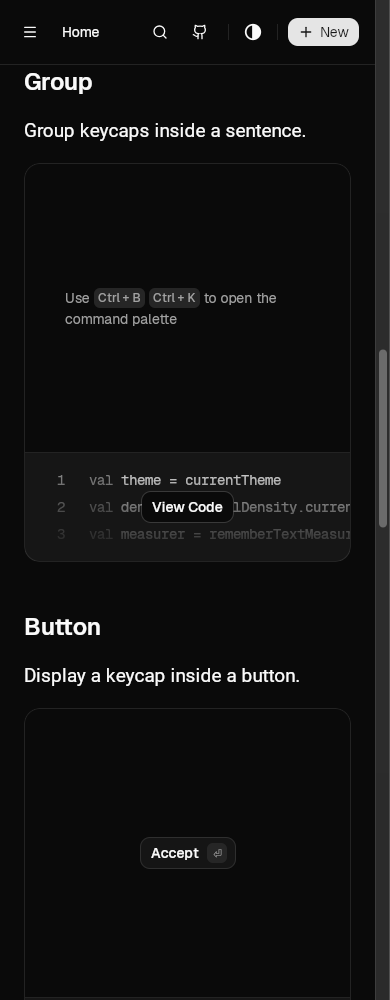 Home
New
Group
Group keycaps inside a sentence.
Use Ctrl + B Ctrl + K to open the
command palette
1 val theme = currentTheme
2 val den lDensity.curren
View Code
3 val measurer = rememberTextMeasur
Button
Display a keycap inside a button.
Accept ⏎